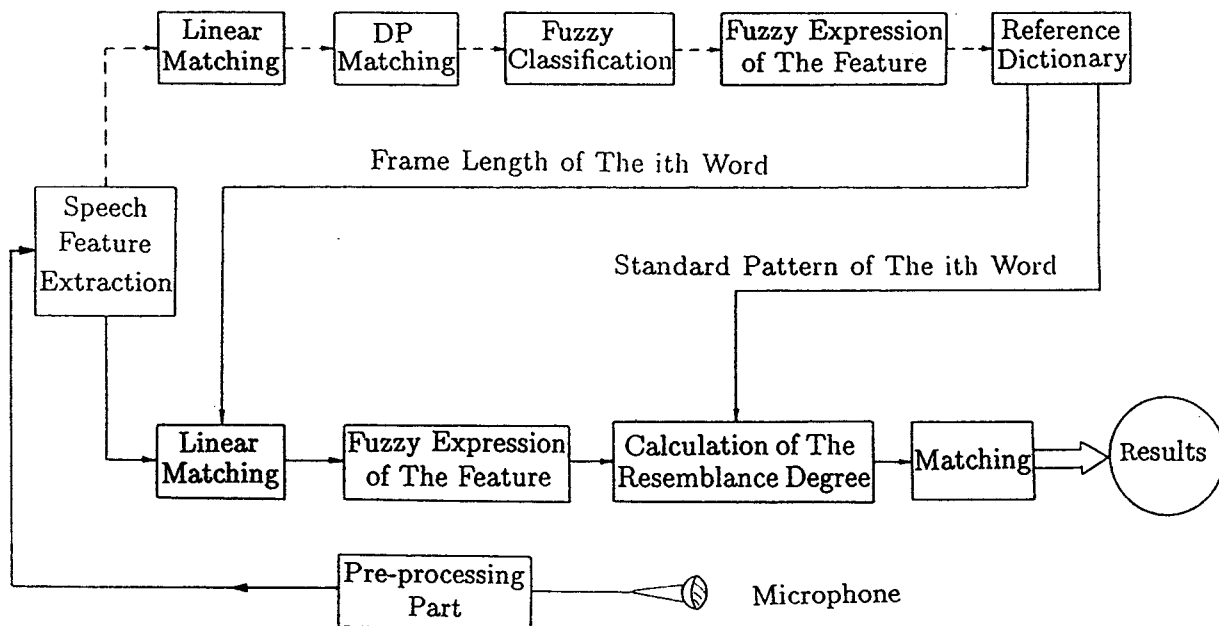 Linear
Matching
DP
Matching
Fuzzy
Classification
Fuzzy Expression
of The Feature
Reference
Dictionary
Frame Length of The ith Word
Speech
Feature
Extraction
Standard Pattern of The ith Word
Linear
Matching
Fuzzy Expression
of The Feature
Calculation of The
Resemblance Degree
Matching
Results
Pre-processing
Part
Microphone